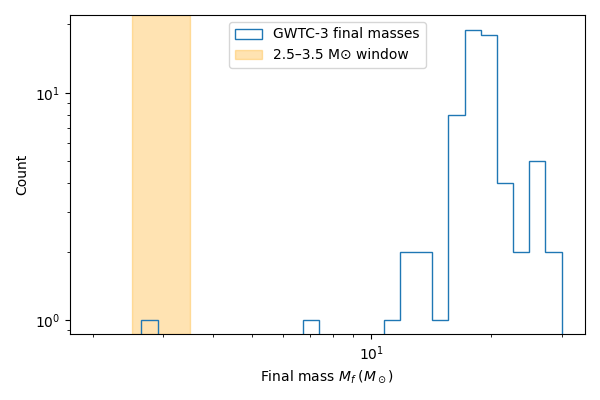 GWTC-3 final masses
2.5–3.5 M⊙ window
10¹
10⁰
Count
10¹
Final mass M_f (M_⊙)